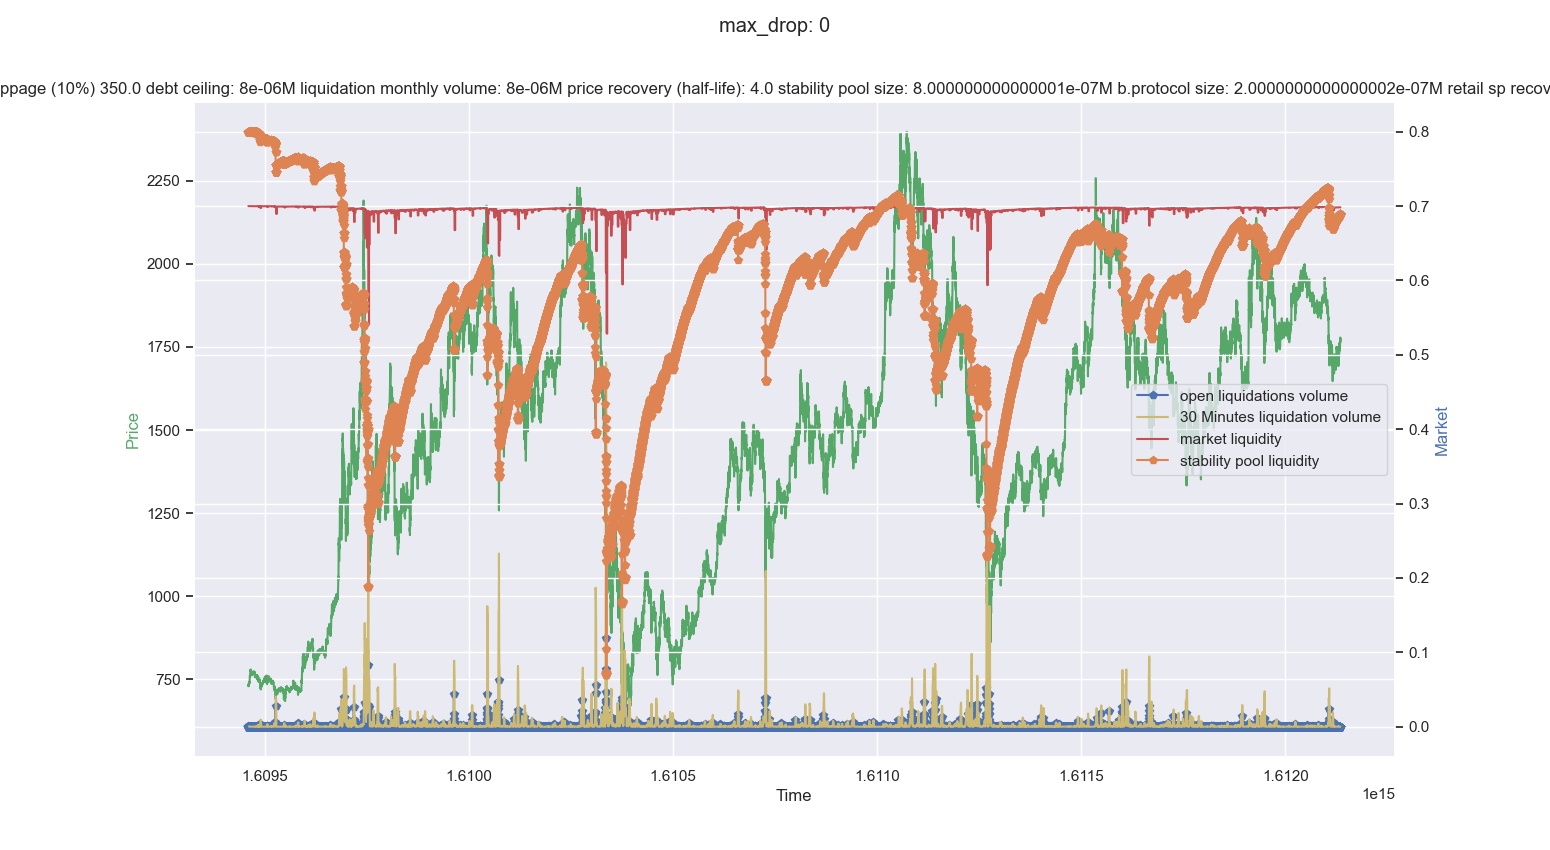 max_drop: 0
ppage (10%) 350.0 debt ceiling: 8e-06M liquidation monthly volume: 8e-06M price recovery (half-life): 4.0 stability pool size: 8.000000000000001e-07M b.protocol size: 2.0000000000000002e-07M retail sp recov
2250
2000
1750
1500
1250
1000
750
Price
0.8
0.7
0.6
0.5
0.4
0.3
0.2
0.1
0.0
Market
open liquidations volume
30 Minutes liquidation volume
market liquidity
stability pool liquidity
1.6095 1.6100 1.6105 1.6110 1.6115 1.6120
Time
1e15